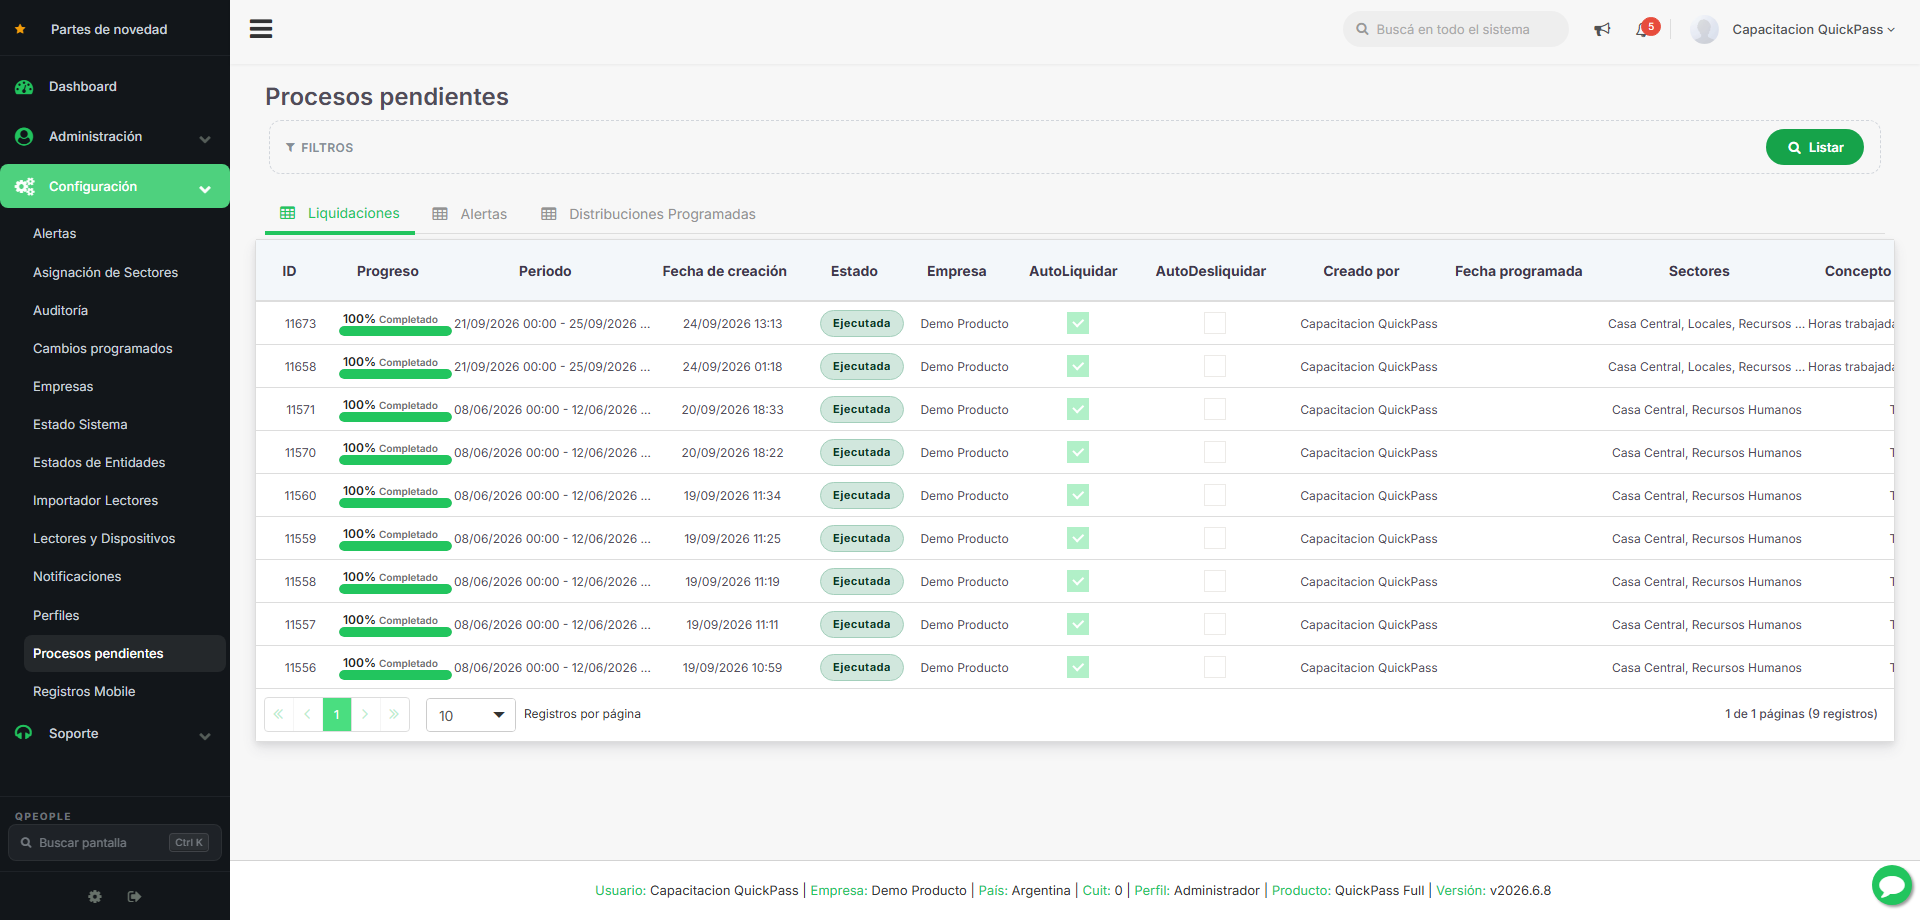 Partes de novedad
Dashboard
Administración
Configuración
Alertas
Asignación de Sectores
Auditoría
Cambios programados
Empresas
Estado Sistema
Estados de Entidades
Importador Lectores
Lectores y Dispositivos
Notificaciones
Perfiles
Procesos pendientes
Registros Mobile
Soporte
QPEOPLE
Buscar pantalla Ctrl K
Buscá en todo el sistema 5 Capacitacion QuickPass
Procesos pendientes
FILTROS Listar
Liquidaciones Alertas Distribuciones Programadas
ID Progreso Periodo Fecha de creación Estado Empresa AutoLiquidar AutoDesliquidar Creado por Fecha programada Sectores Concepto
11673 100% Completado 21/09/2026 00:00 - 25/09/2026 ... 24/09/2026 13:13 Ejecutada Demo Producto Capacitacion QuickPass Casa Central, Locales, Recursos ... Horas trabajada
11658 100% Completado 21/09/2026 00:00 - 25/09/2026 ... 24/09/2026 01:18 Ejecutada Demo Producto Capacitacion QuickPass Casa Central, Locales, Recursos ... Horas trabajada
11571 100% Completado 08/06/2026 00:00 - 12/06/2026 ... 20/09/2026 18:33 Ejecutada Demo Producto Capacitacion QuickPass Casa Central, Recursos Humanos
11570 100% Completado 08/06/2026 00:00 - 12/06/2026 ... 20/09/2026 18:22 Ejecutada Demo Producto Capacitacion QuickPass Casa Central, Recursos Humanos
11560 100% Completado 08/06/2026 00:00 - 12/06/2026 ... 19/09/2026 11:34 Ejecutada Demo Producto Capacitacion QuickPass Casa Central, Recursos Humanos
11559 100% Completado 08/06/2026 00:00 - 12/06/2026 ... 19/09/2026 11:25 Ejecutada Demo Producto Capacitacion QuickPass Casa Central, Recursos Humanos
11558 100% Completado 08/06/2026 00:00 - 12/06/2026 ... 19/09/2026 11:19 Ejecutada Demo Producto Capacitacion QuickPass Casa Central, Recursos Humanos
11557 100% Completado 08/06/2026 00:00 - 12/06/2026 ... 19/09/2026 11:11 Ejecutada Demo Producto Capacitacion QuickPass Casa Central, Recursos Humanos
11556 100% Completado 08/06/2026 00:00 - 12/06/2026 ... 19/09/2026 10:59 Ejecutada Demo Producto Capacitacion QuickPass Casa Central, Recursos Humanos
1 10 Registros por página 1 de 1 páginas (9 registros)
Usuario: Capacitacion QuickPass | Empresa: Demo Producto | País: Argentina | Cuit: 0 | Perfil: Administrador | Producto: QuickPass Full | Versión: v2026.6.8